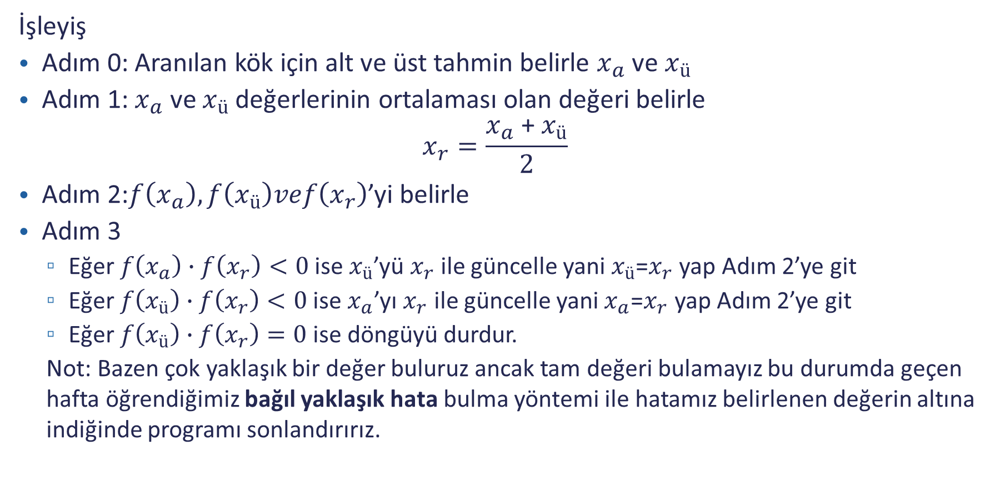 İşleyiş
• Adım 0: Aranılan kök için alt ve üst tahmin belirle $x_a$ ve $x_ü$
• Adım 1: $x_a$ ve $x_ü$ değerlerinin ortalaması olan değeri belirle
$x_r = \frac{x_a + x_ü}{2}$
• Adım 2:$f(x_a), f(x_ü) ve f(x_r)$’yi belirle
• Adım 3
▫ Eğer $f(x_a) \cdot f(x_r) < 0$ ise $x_ü$’yü $x_r$ ile güncelle yani $x_ü$=$x_r$ yap Adım 2’ye git
▫ Eğer $f(x_ü) \cdot f(x_r) < 0$ ise $x_a$’yı $x_r$ ile güncelle yani $x_a$=$x_r$ yap Adım 2’ye git
▫ Eğer $f(x_ü) \cdot f(x_r) = 0$ ise döngüyü durdur.
Not: Bazen çok yaklaşık bir değer buluruz ancak tam değeri bulamayız bu durumda geçen
hafta öğrendiğimiz bağıl yaklaşık hata bulma yöntemi ile hatamız belirlenen değerin altına
indiğinde programı sonlandırırız.